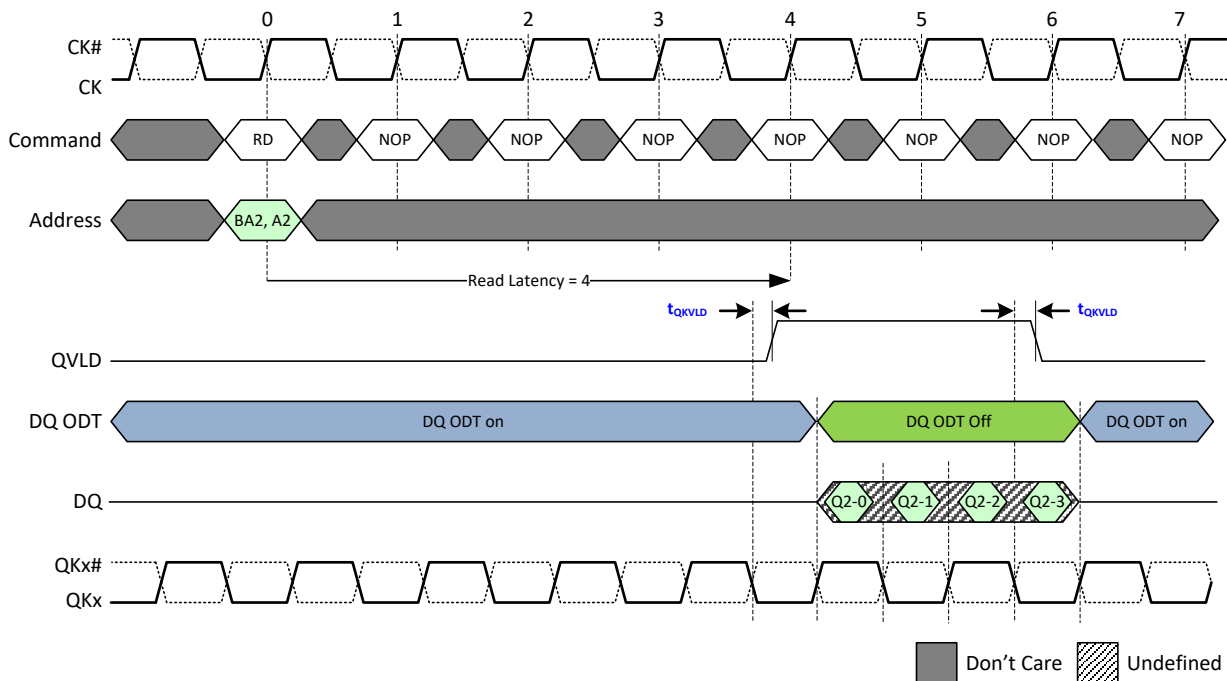 0 1 2 3 4 5 6 7
CK#
CK
Command RD NOP NOP NOP NOP NOP NOP NOP
Address BA2, A2
Read Latency = 4
tQKVLD tQKVLD
QVLD
DQ ODT DQ ODT on DQ ODT Off DQ ODT on
DQ Q2-0 Q2-1 Q2-2 Q2-3
QKx#
QKx
Don't Care Undefined